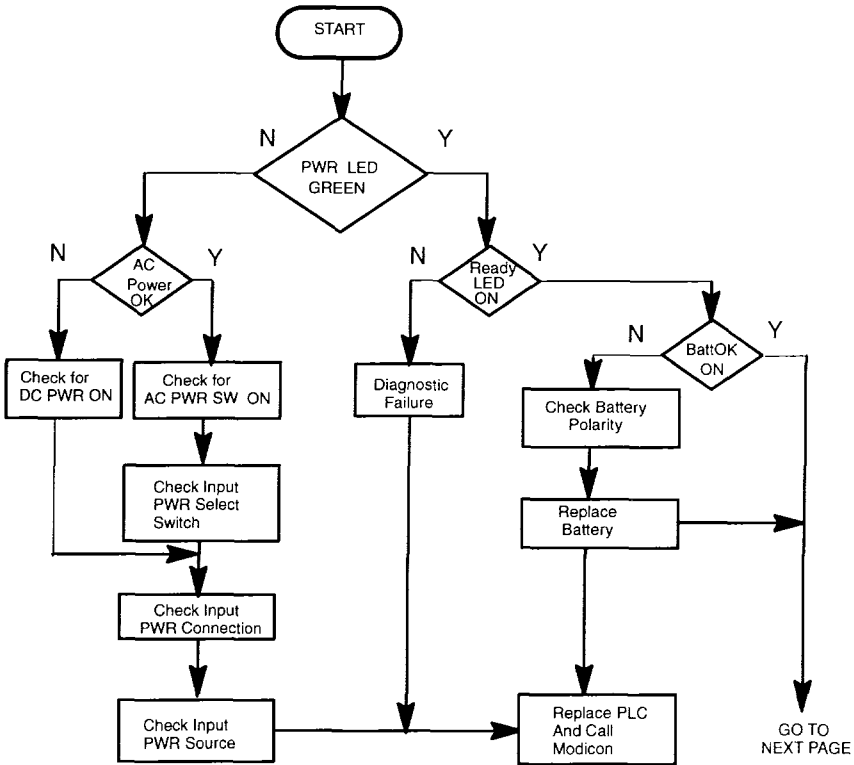 START
N
Y
PWR LED
GREEN
N
AC
Power
OK
Y
N
Ready
LED
ON
Y
N
BattOK
ON
Y
Check for
DC PWR ON
Check for
AC PWR SW ON
Diagnostic
Failure
Check Battery
Polarity
Check Input
PWR Select
Switch
Replace
Battery
Check Input
PWR Connection
Check Input
PWR Source
Replace PLC
And Call
Modicon
GO TO
NEXT PAGE